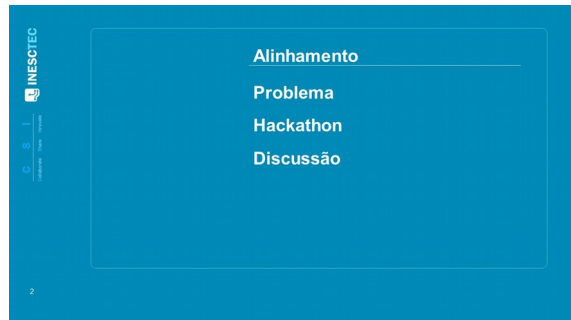 INESCTEC
C S I
Alinhamento
Problema
Hackathon
Discussão
2